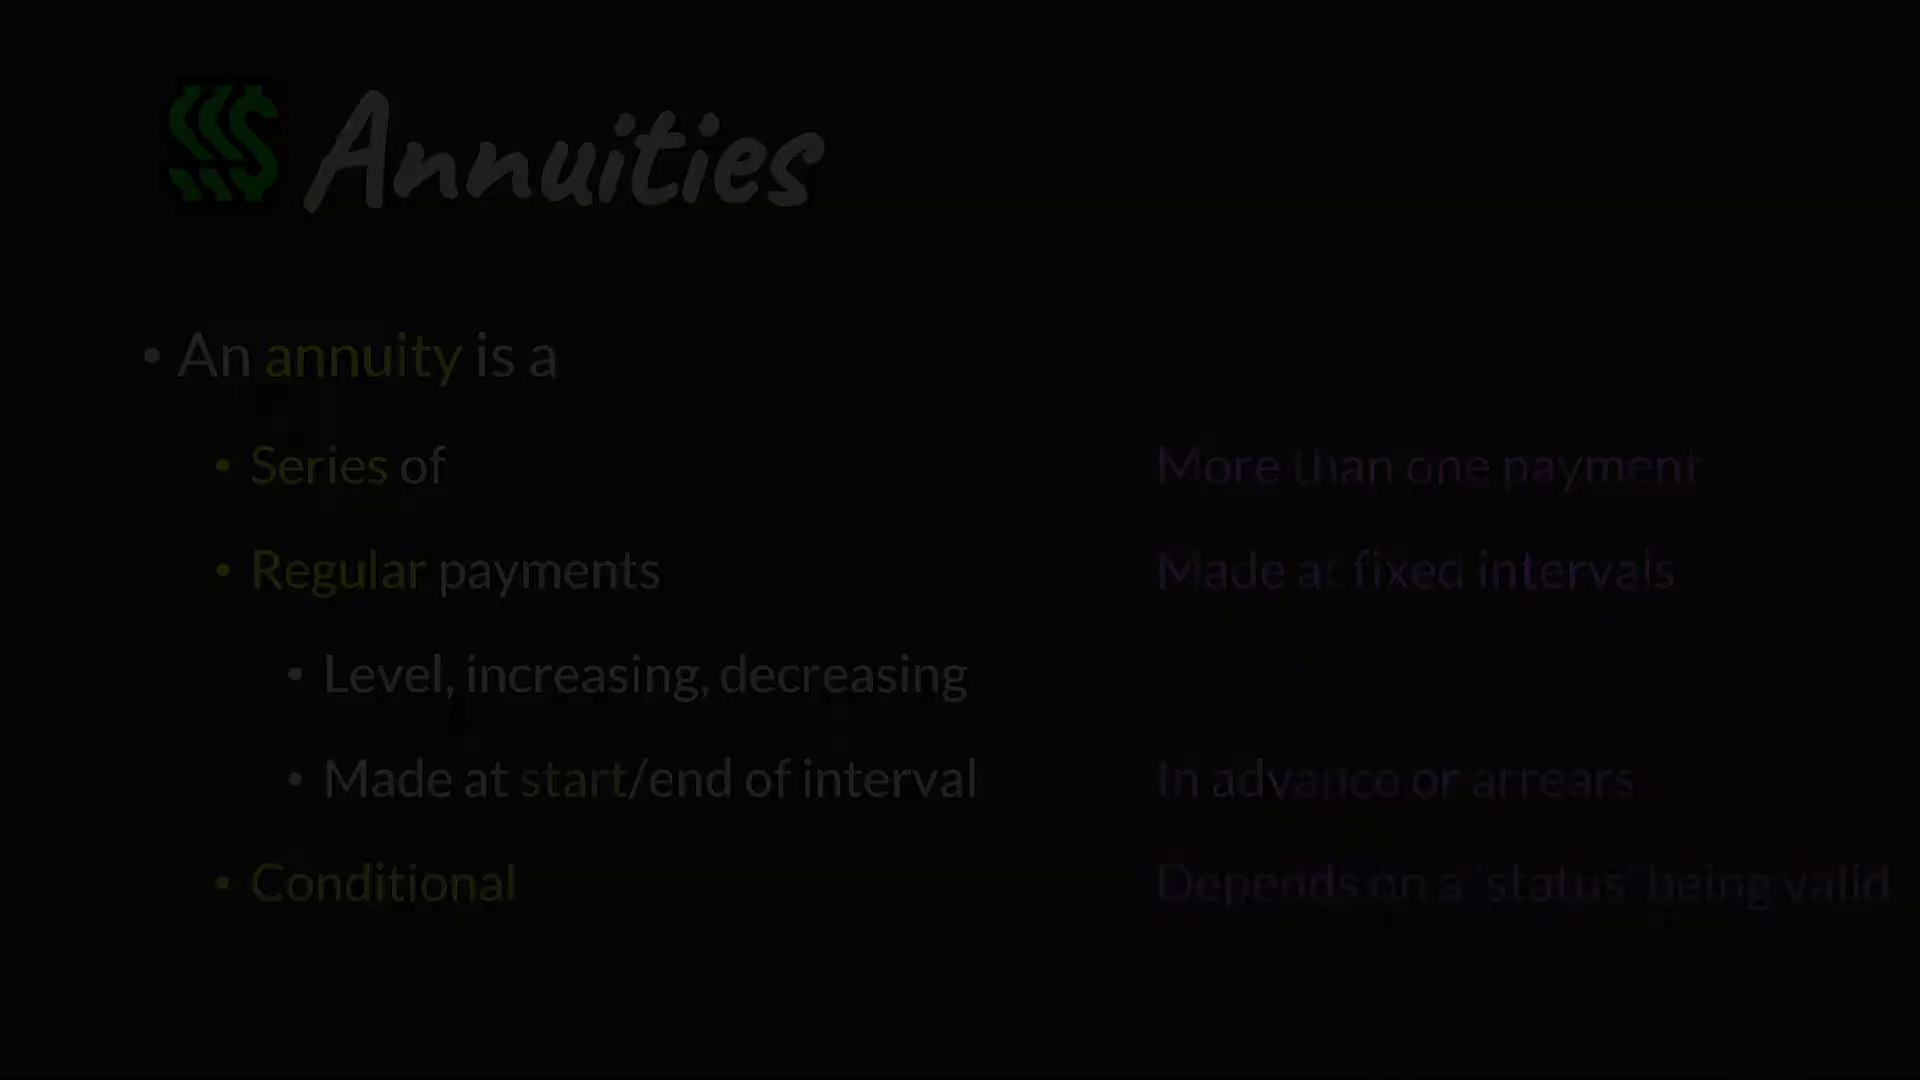 Annuities
• An annuity is a
• Series of More than one payment
• Regular payments Made at fixed intervals
• Level, increasing, decreasing
• Made at start/end of interval In advance or arrears
• Conditional Depends on a 'status' being valid